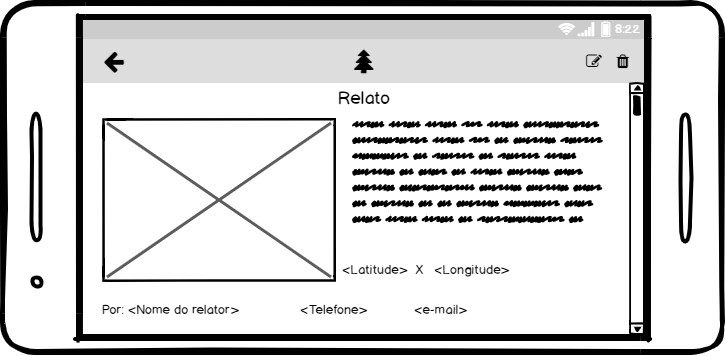 8:22
Relato
<Latitude> X <Longitude>
Por: <Nome do relator> <Telefone> <e-mail>